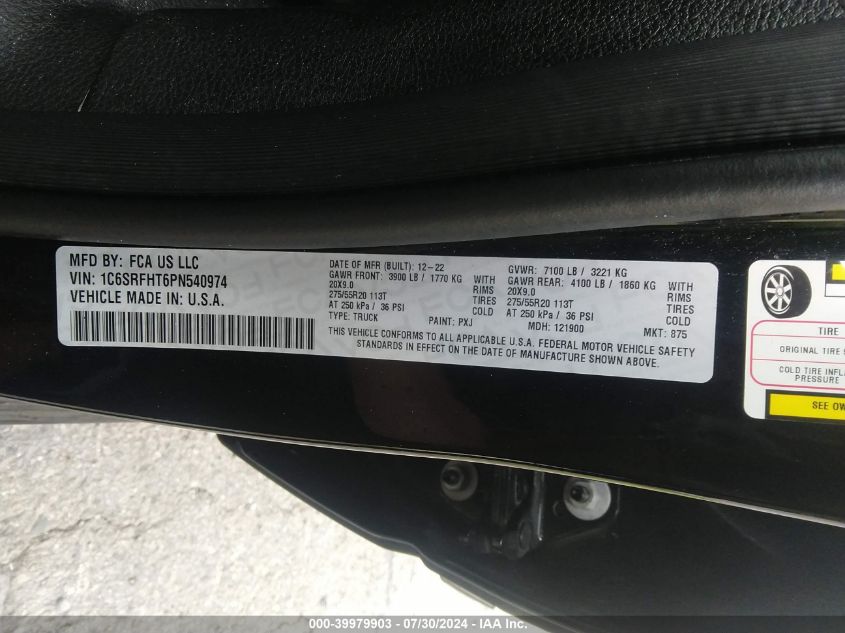 MFD BY: FCA US LLC
VIN: 1C6SRFHT6PN540974
VEHICLE MADE IN: U.S.A.
DATE OF MFR (BUILT): 12-22 GVWR: 7100 LB / 3221 KG
GAWR FRONT: 3900 LB / 1770 KG WITH GAWR REAR: 4100 LB / 1860 KG WITH
20X9.0 RIMS 20X9.0 RIMS
275/55R20 113T TIRES 275/55R20 113T TIRES
AT 250 kPa / 36 PSI COLD AT 250 kPa / 36 PSI COLD
TYPE: TRUCK PAINT: PXJ MDH: 121900 MKT: 875
THIS VEHICLE CONFORMS TO ALL APPLICABLE U.S.A. FEDERAL MOTOR VEHICLE SAFETY
STANDARDS IN EFFECT ON THE DATE OF MANUFACTURE SHOWN ABOVE.
TIRE
ORIGINAL TIRE
COLD TIRE
PRESSURE
SEE
000-39979903 / 07/30/2024 - IAA Inc.